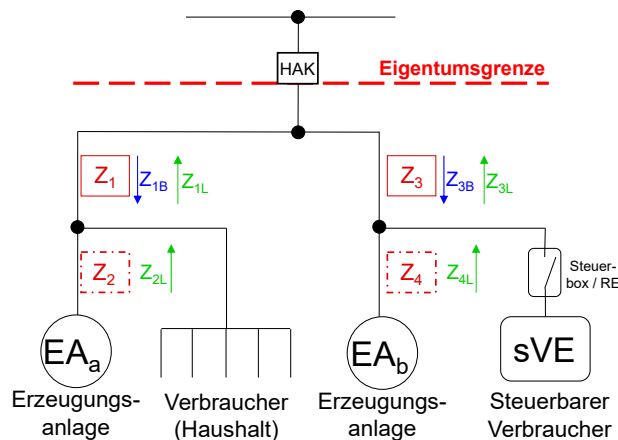 HAK
Eigentumsgrenze
Z1
Z1B
Z1L
Z3
Z3B
Z3L
Z2
Z2L
Z4
Z4L
Steuer-
box / RE
EAa
EAb
sVE
Erzeugungs-
anlage
Verbraucher
(Haushalt)
Erzeugungs-
anlage
Steuerbarer
Verbraucher